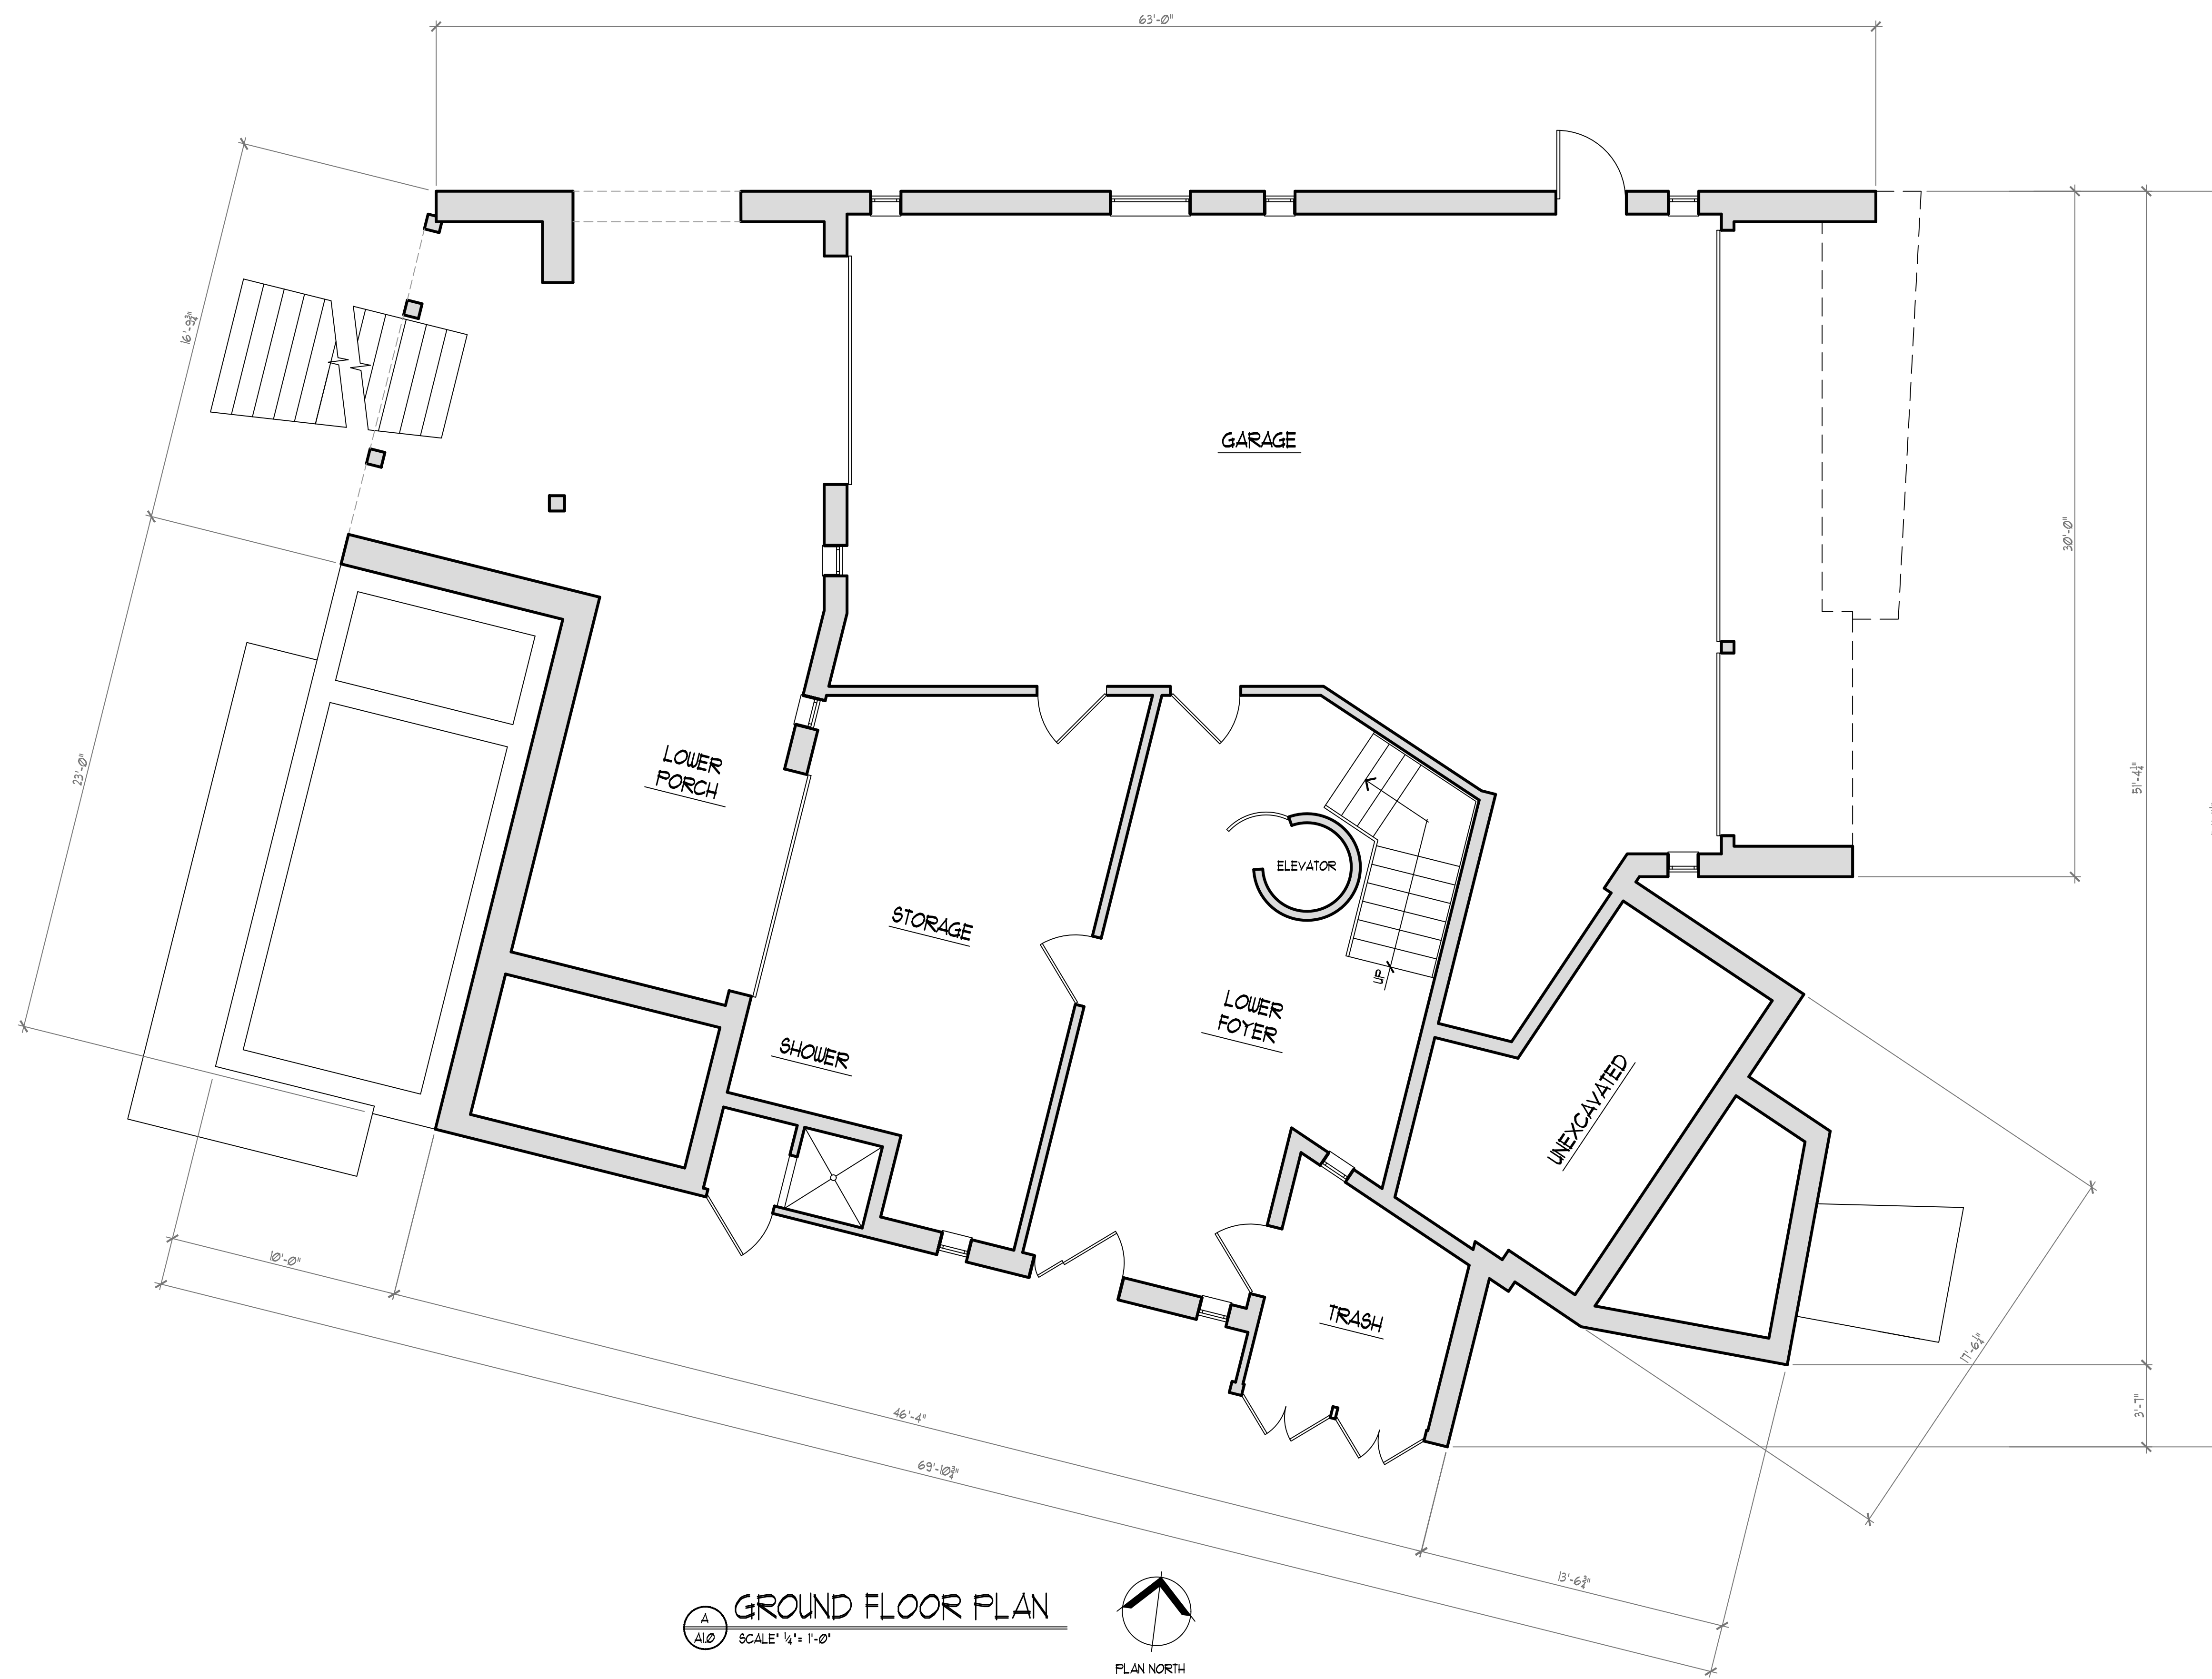 63'-0"
16'-9¾"
GARAGE
30'-0"
51'-4¼"
23'-0"
LOWER
PORCH
ELEVATOR
STORAGE
UP
LOWER
FOYER
SHOWER
UNEXCAVATED
10'-0"
TRASH
17'-6½"
3'-7"
46'-4"
69'-10¾"
13'-6¾"
A
A1.0
GROUND FLOOR PLAN
SCALE" ¼"= 1'-0"
PLAN NORTH